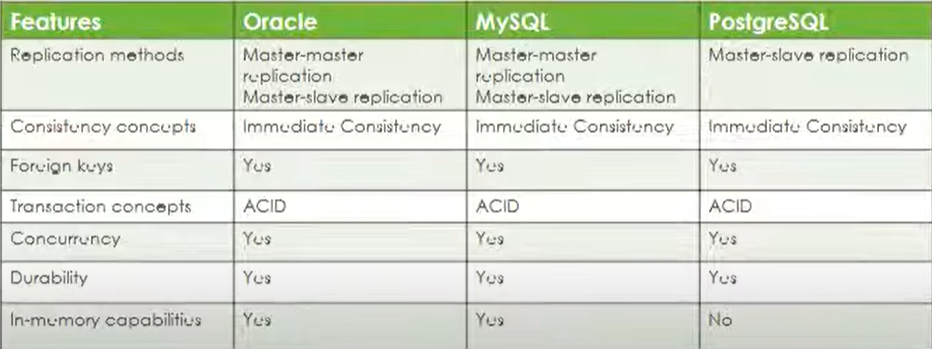 Features Oracle MySQL PostgreSQL
Replication methods Master-master Master-master Master-slave replication
replication replication
Master-slave replication Master-slave replication
Consistency concepts Immediate Consistency Immediate Consistency Immediate Consistency
Foreign keys Yes Yes Yes
Transaction concepts ACID ACID ACID
Concurrency Yes Yes Yes
Durability Yes Yes Yes
In-memory capabilities Yes Yes No